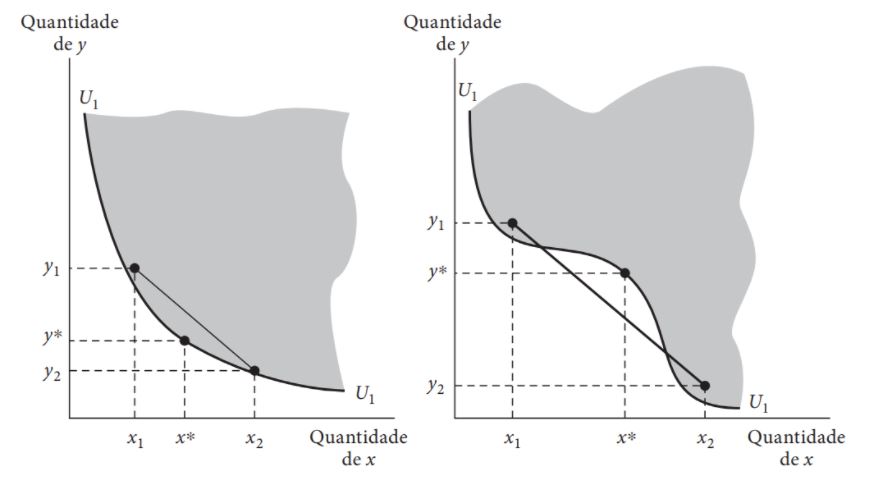 Quantidade
de y
U1
y1
y*
y2
U1
x1 x* x2 Quantidade
de x
Quantidade
de y
U1
y1
y*
y2
U1
x1 x* x2 Quantidade
de x